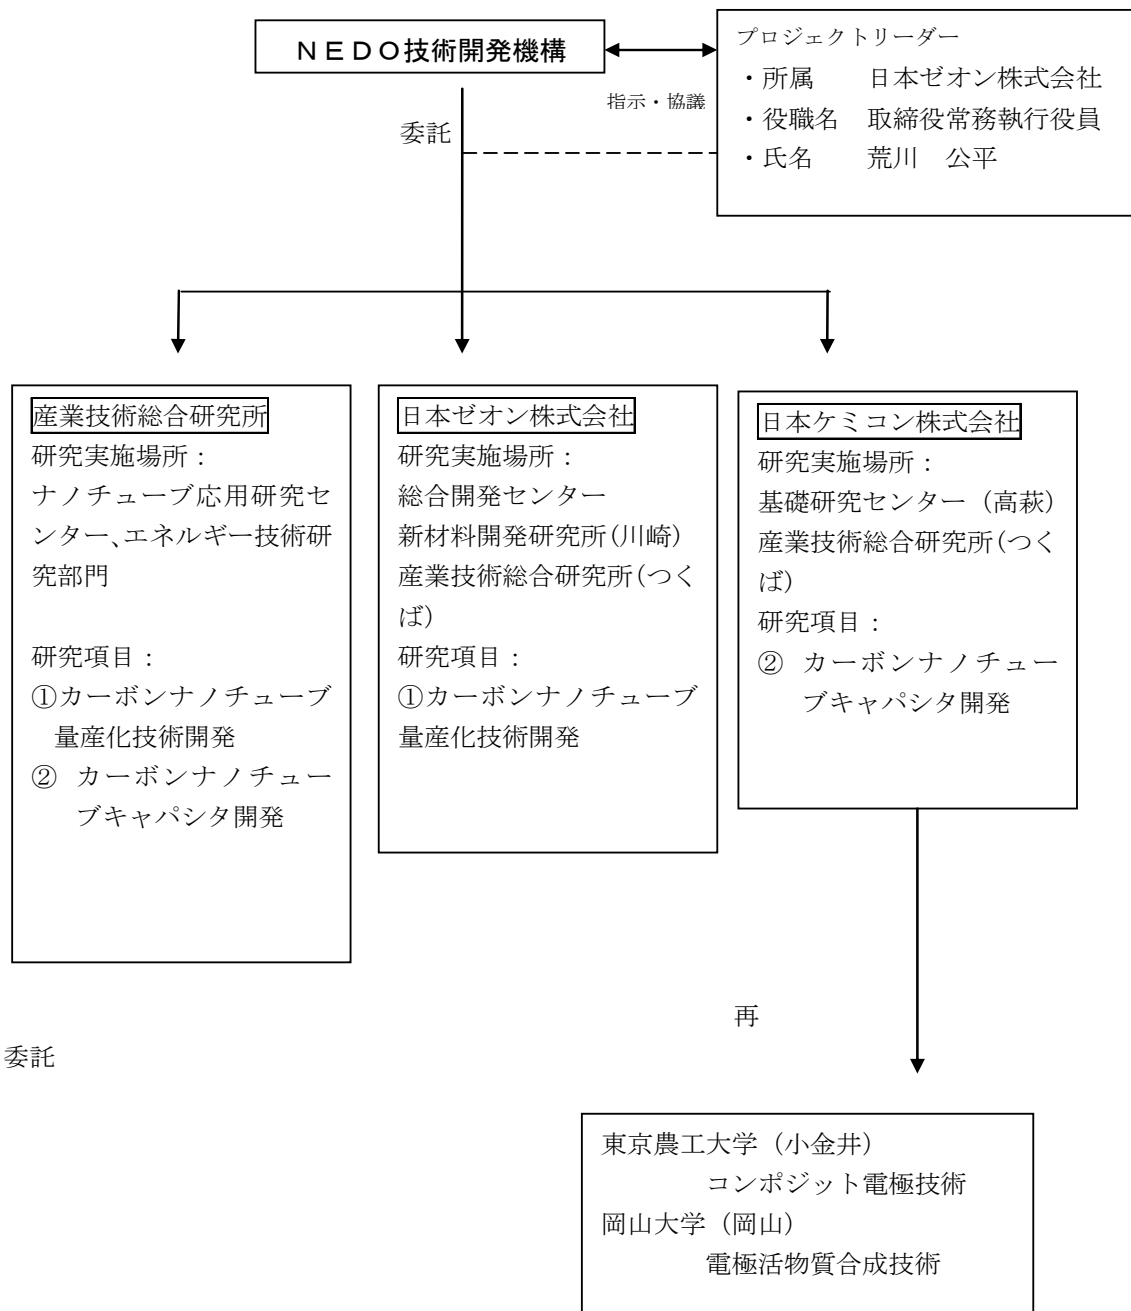 ＮＥＤＯ技術開発機構
プロジェクトリーダー
・所属　　日本ゼオン株式会社
・役職名　取締役常務執行役員
・氏名　　荒川　公平
指示・協議
委託
産業技術総合研究所
研究実施場所：
ナノチューブ応用研究セ
ンター、エネルギー技術研
究部門
研究項目：
①カーボンナノチューブ
量産化技術開発
②　カーボンナノチュー
ブキャパシタ開発
日本ゼオン株式会社
研究実施場所：
総合開発センター
新材料開発研究所（川崎）
産業技術総合研究所（つく
ば）
研究項目：
①カーボンナノチューブ
量産化技術開発
日本ケミコン株式会社
研究実施場所：
基礎研究センター（高萩）
産業技術総合研究所（つく
ば）
研究項目：
②　カーボンナノチュー
ブキャパシタ開発
再
委託
東京農工大学（小金井）
コンポジット電極技術
岡山大学（岡山）
電極活物質合成技術